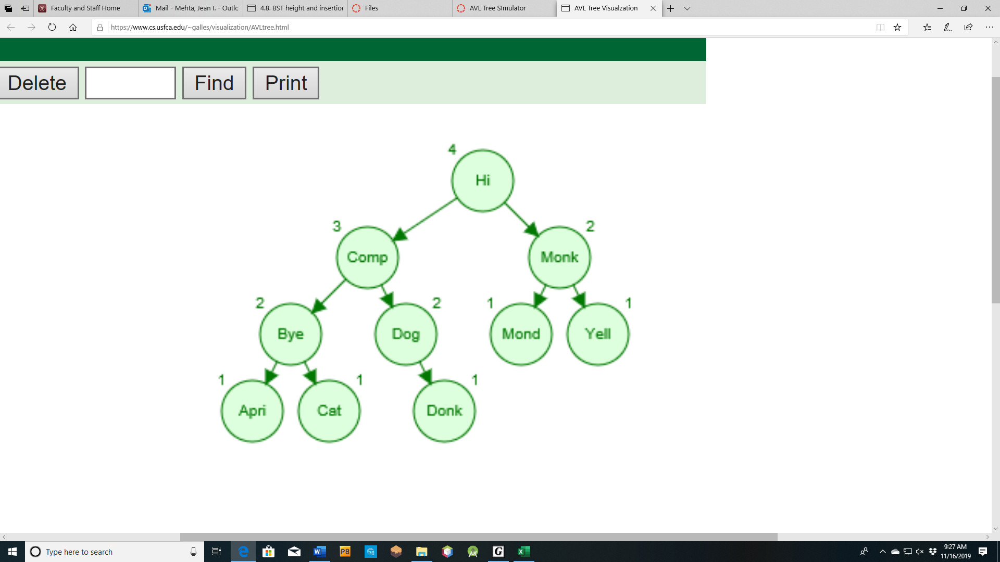 Faculty and Staff Home
Mail - Mehta, Jean I. - Outlc
4.8. BST height and insertior
Files
AVL Tree SImulator
AVL Tree Visualzation
https://www.cs.usfca.edu/~galles/visualization/AVLtree.html
Delete
Find
Print
4
Hi
3
Comp
2
Monk
2
Bye
2
Dog
1
Mond
1
Yell
1
Apri
1
Cat
1
Donk
Type here to search
W
P8
G
X
9:27 AM
11/16/2019